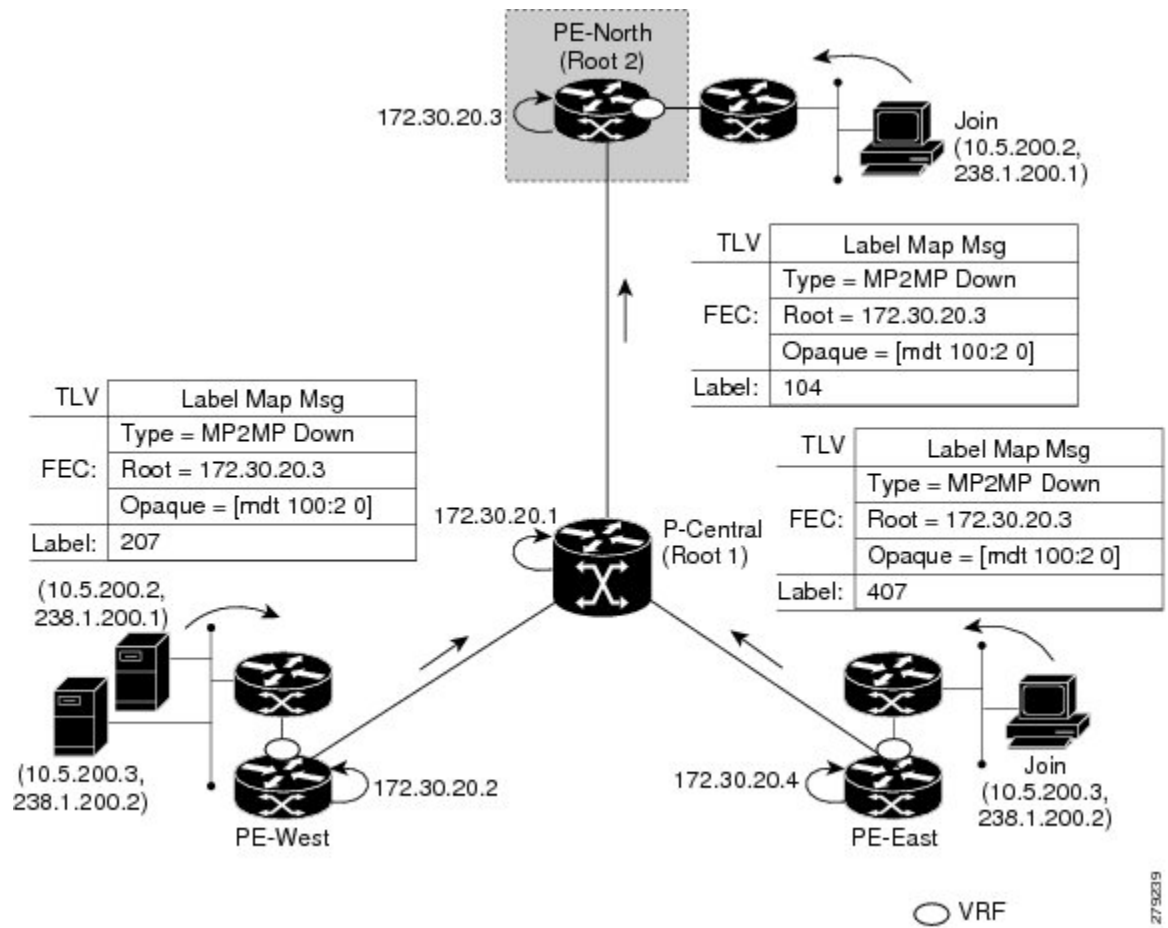 PE-North
(Root 2)
172.30.20.3
Join
(10.5.200.2,
238.1.200.1)
TLV Label Map Msg
Type = MP2MP Down
FEC: Root = 172.30.20.3
Opaque = [mdt 100:2 0]
Label: 104
TLV Label Map Msg
Type = MP2MP Down
FEC: Root = 172.30.20.3
Opaque = [mdt 100:2 0]
Label: 207
TLV Label Map Msg
Type = MP2MP Down
FEC: Root = 172.30.20.3
Opaque = [mdt 100:2 0]
Label: 407
172.30.20.1
P-Central
(Root 1)
(10.5.200.2,
238.1.200.1)
(10.5.200.3,
238.1.200.2)
172.30.20.2
PE-West
172.30.20.4
PE-East
Join
(10.5.200.3,
238.1.200.2)
VRF
279239